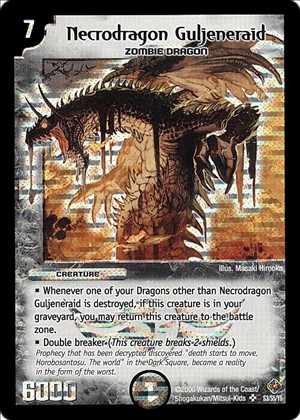 7
Necrodragon Guljeneraid
ZOMBIE DRAGON
Illus. Masaki Hirooka
CREATURE
■ Whenever one of your Dragons other than Necrodragon
Guljeneraid is destroyed, if this creature is in your
graveyard, you may return this creature to the battle
zone.
■ Double breaker (This creature breaks 2 shields.)
Prophecy that has been decrypted discovered "death starts to move,
Horobosantosu. The world" in the Dark Square, became a reality
in the form of the worst.
6000
©2006 Wizards of the Coast/
Shogakukan/Mitsui-Kids
S3/S5/Y5